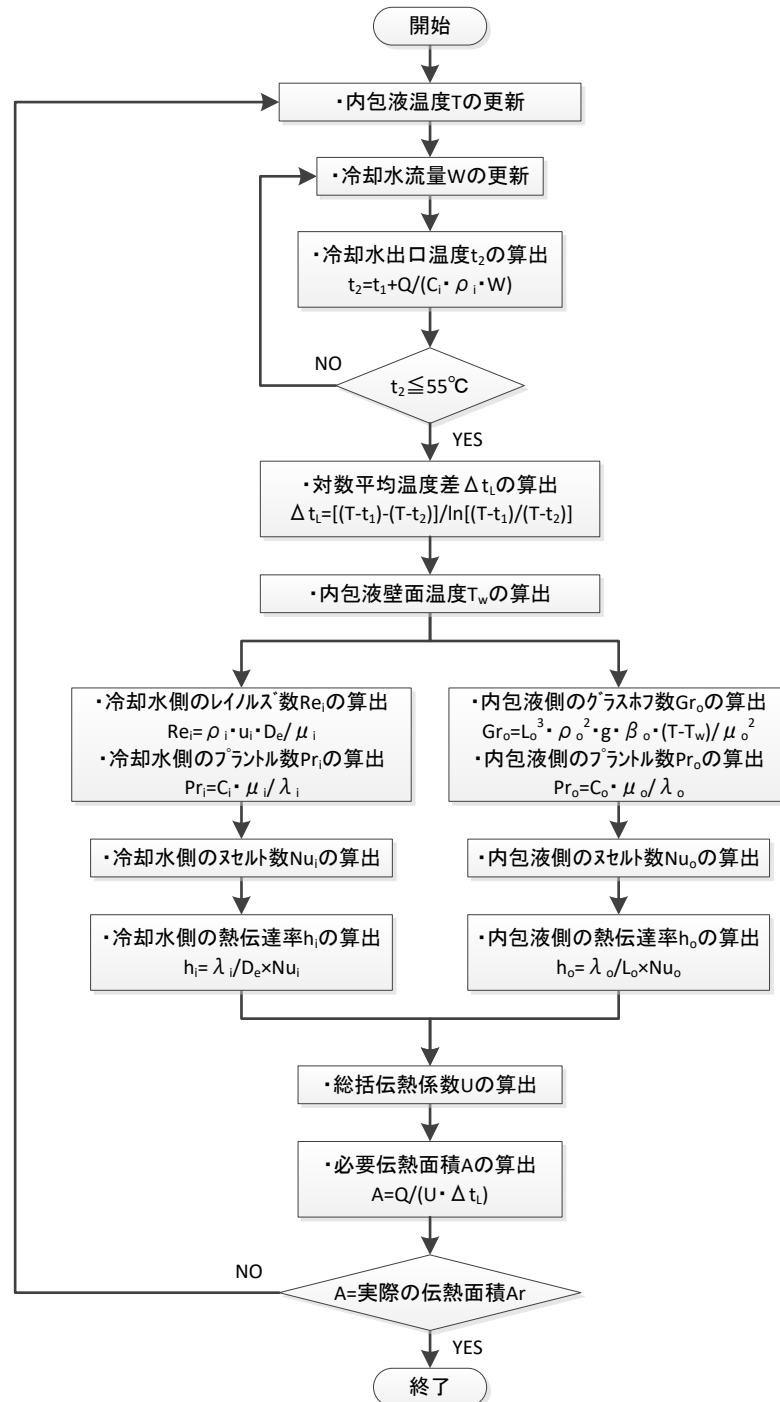 開始
・内包液温度Tの更新
・冷却水流量Wの更新
・冷却水出口温度t₂の算出
t₂=t₁+Q/(Cᵢ・ρᵢ・W)
NO
t₂≦55℃
YES
・対数平均温度差Δt_Lの算出
Δt_L=[(T-t₁)-(T-t₂)]/ln[(T-t₁)/(T-t₂)]
・内包液壁面温度T_wの算出
・冷却水側のﾚｲﾉﾙｽﾞ数Reᵢの算出
Reᵢ=ρᵢ・uᵢ・Dₑ/μᵢ
・冷却水側のﾌﾟﾗﾝﾄﾙ数Prᵢの算出
Prᵢ=Cᵢ・μᵢ/λᵢ
・内包液側のｸﾞﾗｽﾎﾌ数Grₒの算出
Grₒ=Lₒ³・ρₒ²・g・βₒ・(T-T_w)/μₒ²
・内包液側のﾌﾟﾗﾝﾄﾙ数Prₒの算出
Prₒ=Cₒ・μₒ/λₒ
・冷却水側のﾇｾﾙﾄ数Nuᵢの算出
・内包液側のﾇｾﾙﾄ数Nuₒの算出
・冷却水側の熱伝達率hᵢの算出
hᵢ=λᵢ/Dₑ×Nuᵢ
・内包液側の熱伝達率hₒの算出
hₒ=λₒ/Lₒ×Nuₒ
・総括伝熱係数Uの算出
・必要伝熱面積Aの算出
A=Q/(U・Δt_L)
NO
A=実際の伝熱面積Ar
YES
終了